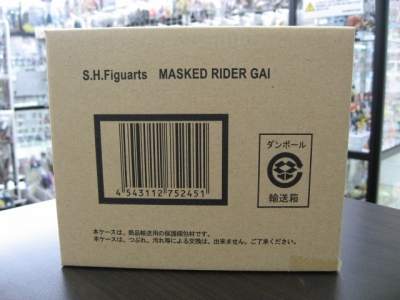 S.H.Figuarts MASKED RIDER GAI
4 543112 752451
ダンボール
輸送箱
本ケースは、新品輸送用の保護梱包材です。
本ケースは、つぶれ、汚れ等による交換は、出来ません。ご了承ください。